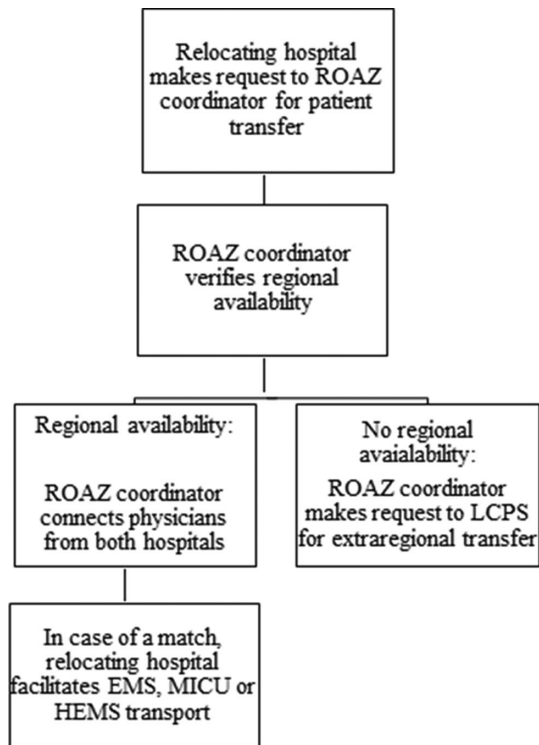 Relocating hospital
makes request to ROAZ
coordinator for patient
transfer
ROAZ coordinator
verifies regional
availability
Regional availability:
ROAZ coordinator
connects physicians
from both hospitals
No regional
avaialability:
ROAZ coordinator
makes request to LCPS
for extraregional transfer
In case of a match,
relocating hospital
facilitates EMS, MICU or
HEMS transport